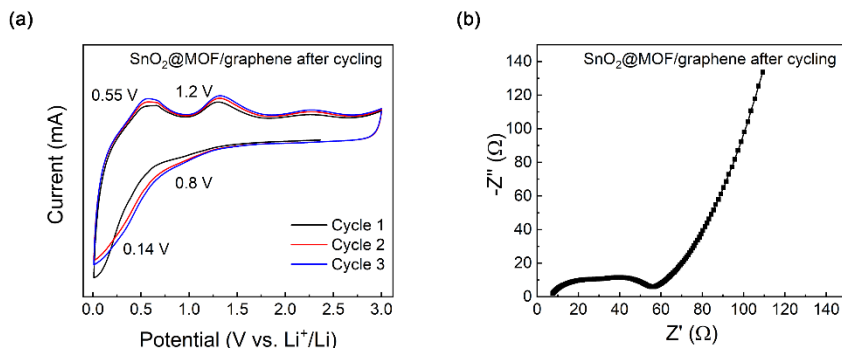 (a)
SnO₂@MOF/graphene after cycling
0.55 V
1.2 V
0.8 V
0.14 V
Cycle 1
Cycle 2
Cycle 3
Current (mA)
0.0 0.5 1.0 1.5 2.0 2.5 3.0
Potential (V vs. Li⁺/Li)
(b)
SnO₂@MOF/graphene after cycling
140
120
100
80
60
40
20
0
-Z" (Ω)
0 20 40 60 80 100 120 140
Z' (Ω)